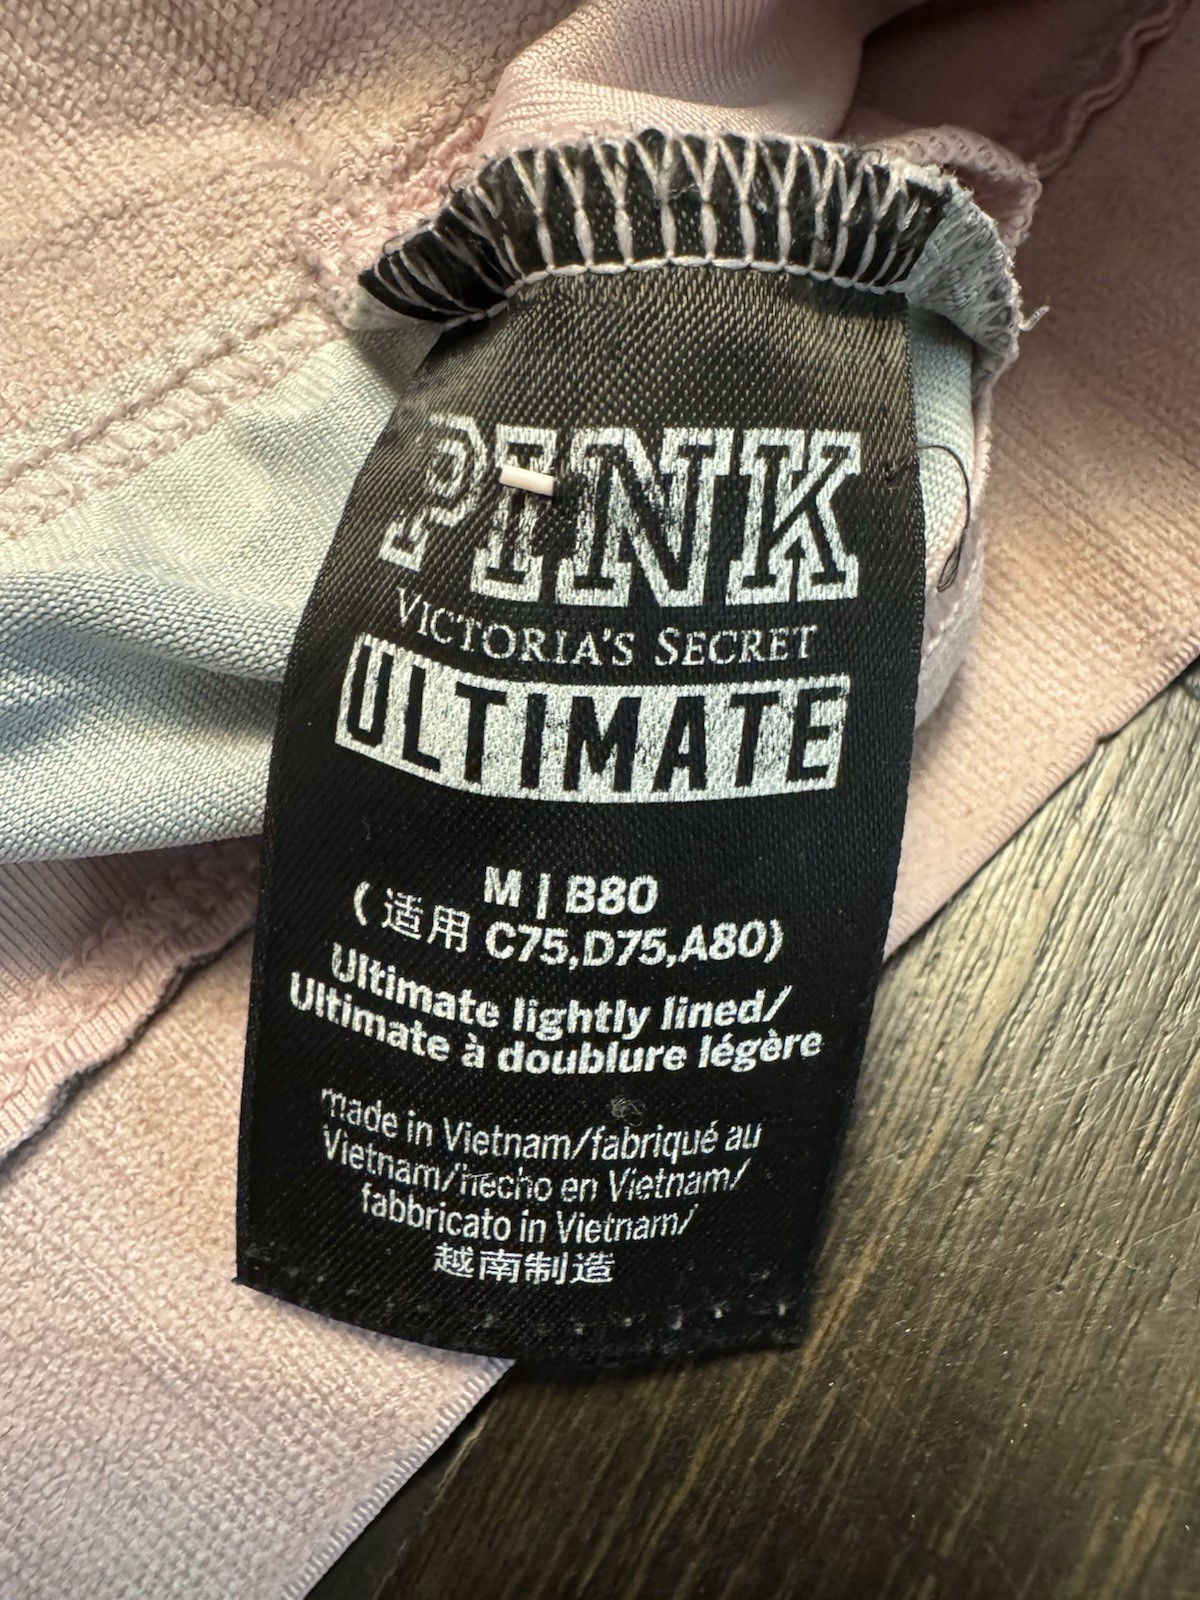 PINK
VICTORIA'S SECRET
ULTIMATE
M | B80
( 适用 C75,D75,A80)
Ultimate lightly lined/
Ultimate à doublure légère
made in Vietnam/fabriqué au
Vietnam/hecho en Vietnam/
fabbricato in Vietnam/
越南制造